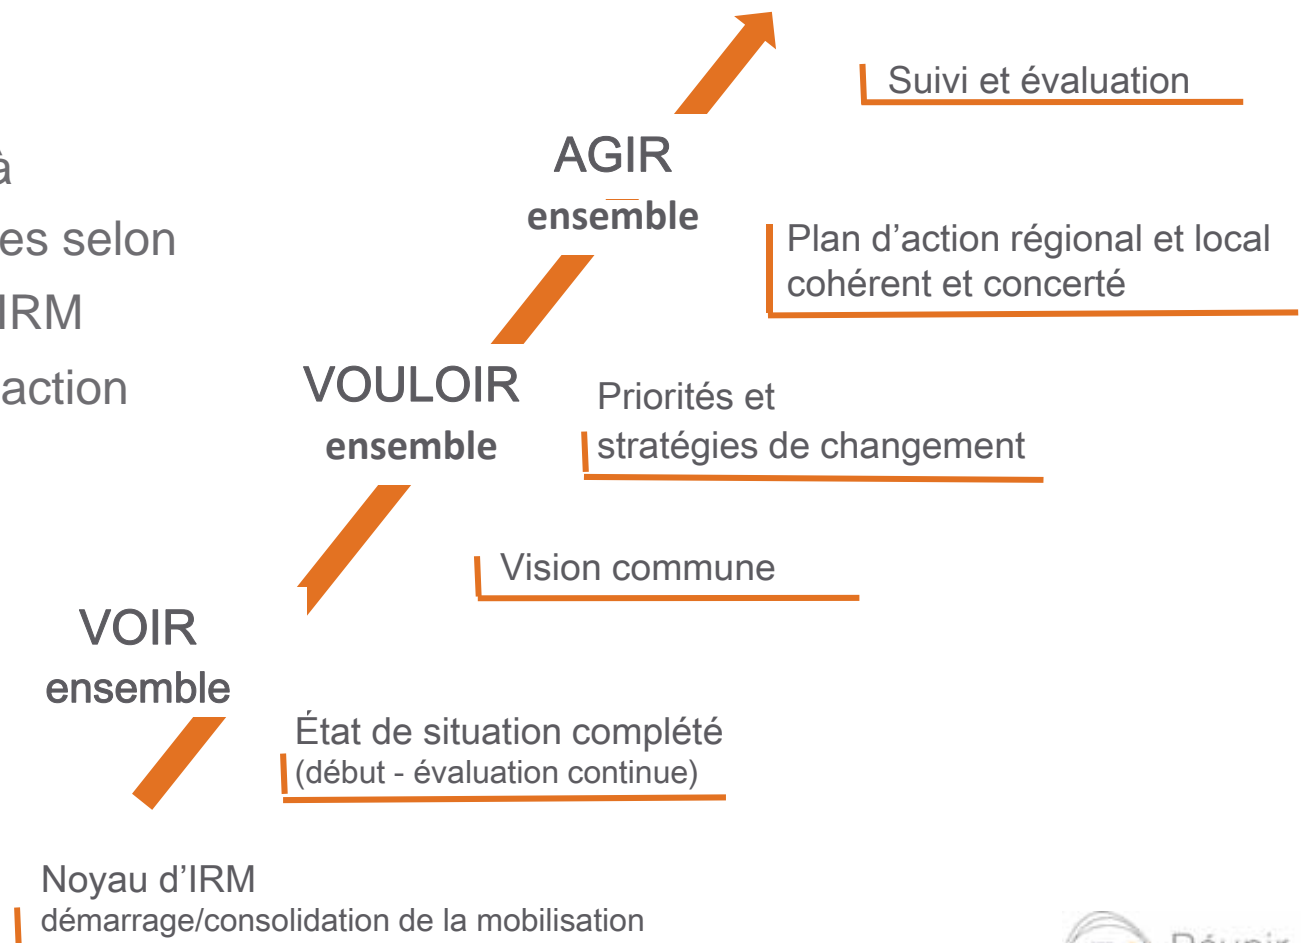 Suivi et évaluation
AGIR
ensemble
à
es selon
IRM
action
Plan d’action régional et local
cohérent et concerté
VOULOIR
ensemble
Priorités et
stratégies de changement
Vision commune
VOIR
ensemble
État de situation complété
(début - évaluation continue)
Noyau d’IRM
démarrage/consolidation de la mobilisation